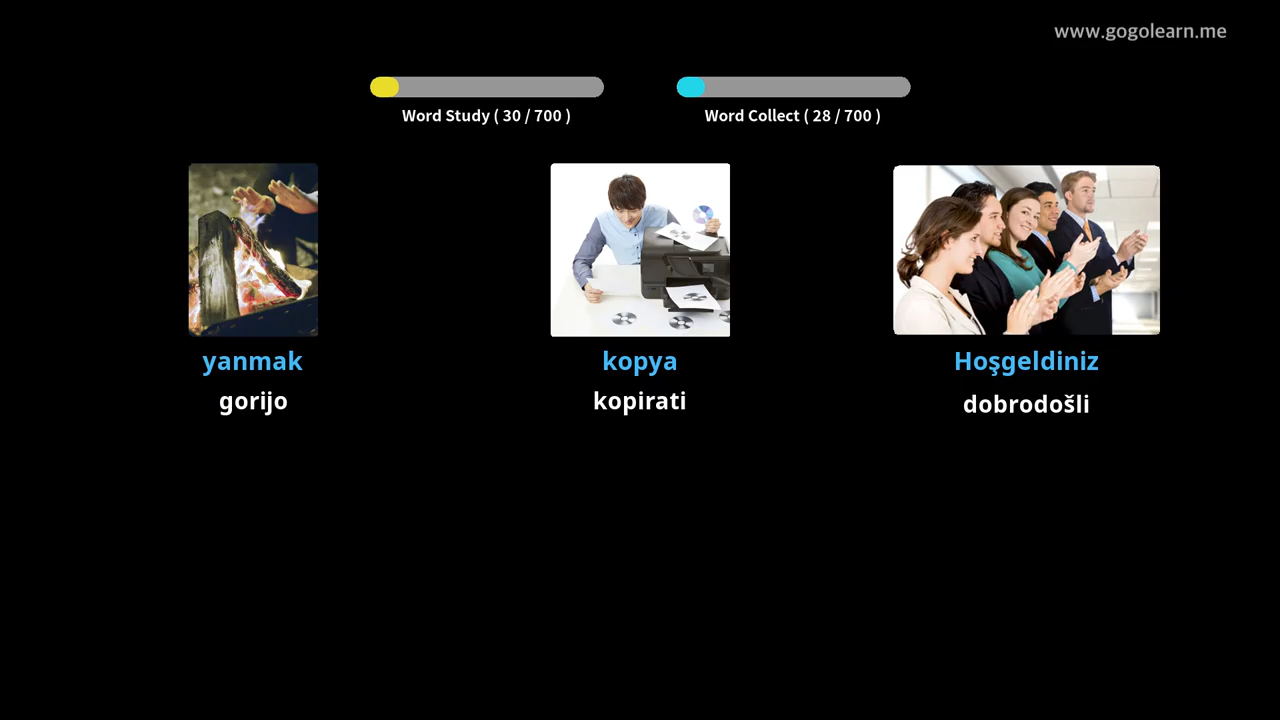 www.gogolearn.me
Word Study ( 30 / 700 )
Word Collect ( 28 / 700 )
yanmak
gorijo
kopya
kopirati
Hoşgeldiniz
dobrodošli